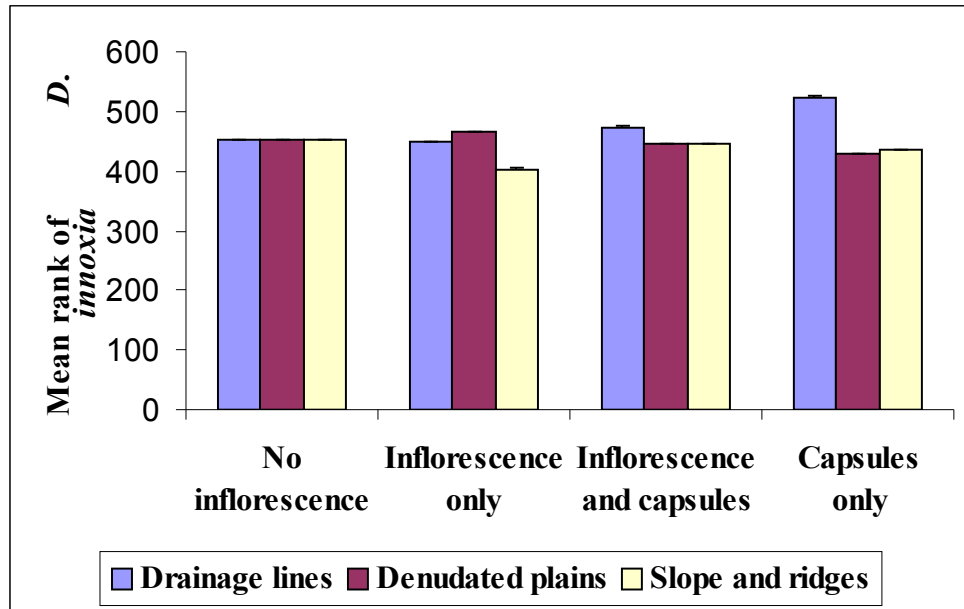 Mean rank of D.
innoxia
600
500
400
300
200
100
0
No
inflorescence
Inflorescence
only
Inflorescence
and capsules
Capsules
only
Drainage lines
Denudated plains
Slope and ridges